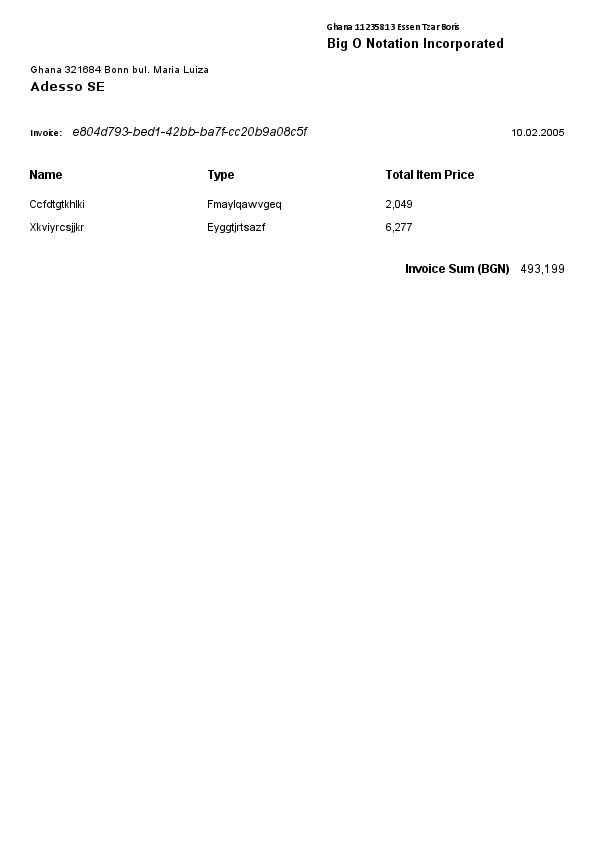 Ghana 11235813 Essen Tzar Boris
Big O Notation Incorporated
Ghana 321684 Bonn bul. Maria Luiza
Adesso SE
Invoice: e804d793-bed1-42bb-ba7f-cc20b9a08c5f 10.02.2005
Name Type Total Item Price
Ccfdtgtkhlki Fmaylqawvgeq 2,049
Xkviyrcsjjkr Eyggtjrtsazf 6,277
Invoice Sum (BGN) 493,199